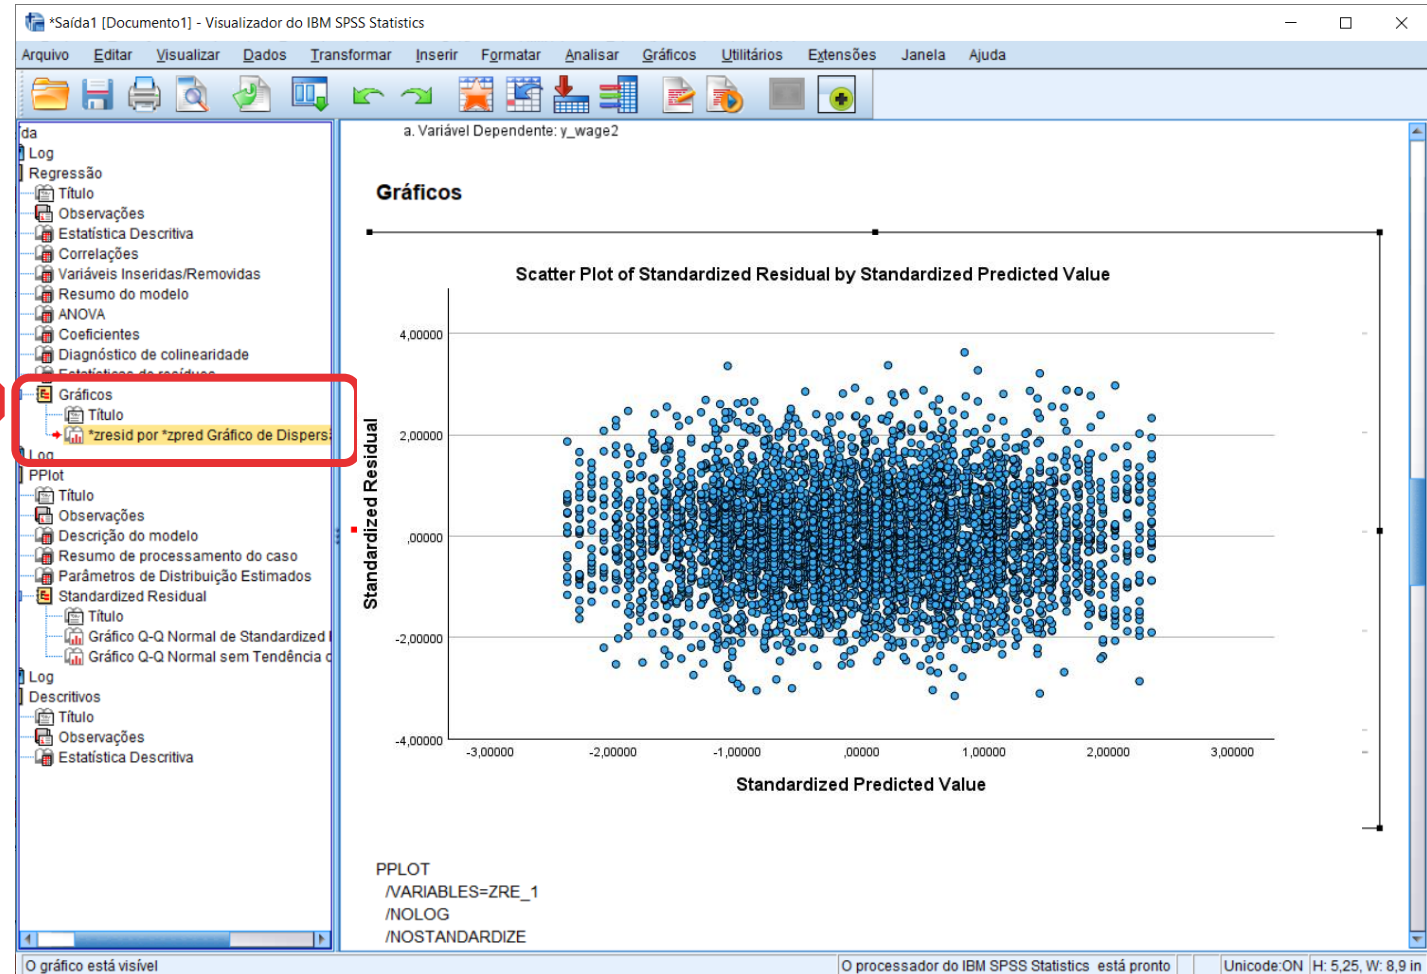 *Saída1 [Documento1] - Visualizador do IBM SPSS Statistics
Arquivo Editar Visualizar Dados Transformar Inserir Formatar Analisar Gráficos Utilitários Extensões Janela Ajuda
ída
Log
Regressão
Título
Observações
Estatística Descritiva
Correlações
Variáveis Inseridas/Removidas
Resumo do modelo
ANOVA
Coeficientes
Diagnóstico de colinearidade
Estatísticas de resíduos
Gráficos
Título
*zresid por *zpred Gráfico de Dispers
Log
PPlot
Título
Observações
Descrição do modelo
Resumo de processamento do caso
Parâmetros de Distribuição Estimados
Standardized Residual
Título
Gráfico Q-Q Normal de Standardized
Gráfico Q-Q Normal sem Tendência
Log
Descritivos
Título
Observações
Estatística Descritiva
a. Variável Dependente: y_wage2
Gráficos
Scatter Plot of Standardized Residual by Standardized Predicted Value
Standardized Residual
4,00000
2,00000
,00000
-2,00000
-4,00000
-3,00000 -2,00000 -1,00000 ,00000 1,00000 2,00000 3,00000
Standardized Predicted Value
PPLOT
/VARIABLES=ZRE_1
/NOLOG
/NOSTANDARDIZE
O gráfico está visível
O processador do IBM SPSS Statistics está pronto
Unicode:ON H: 5,25, W: 8,9 in